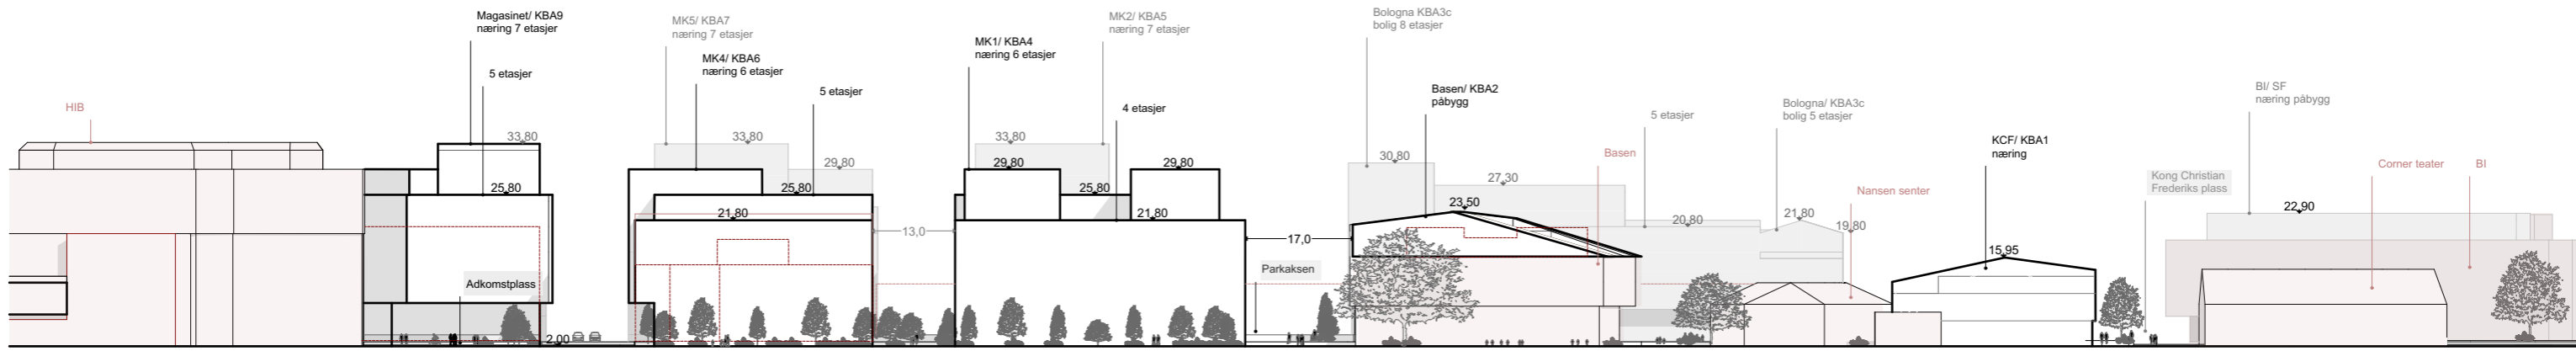 Magasinet/ KBA9
næring 7 etasjer
5 etasjer
HIB
33,80
25,80
Adkomstplass
2,00
MK5/ KBA7
næring 7 etasjer
MK4/ KBA6
næring 6 etasjer
5 etasjer
33,80
29,80
25,80
21,80
13,0
MK1/ KBA4
næring 6 etasjer
MK2/ KBA5
næring 7 etasjer
4 etasjer
33,80
29,80
29,80
25,80
21,80
17,0
Parkaksen
Bologna KBA3c
bolig 8 etasjer
Basen/ KBA2
påbygg
30,80
27,30
23,50
Basen
5 etasjer
20,80
Bologna/ KBA3c
bolig 5 etasjer
21,80
19,80
Nansen senter
KCF/ KBA1
næring
15,95
Kong Christian
Frederiks plass
BI/ SF
næring påbygg
22,90
Corner teater
BI